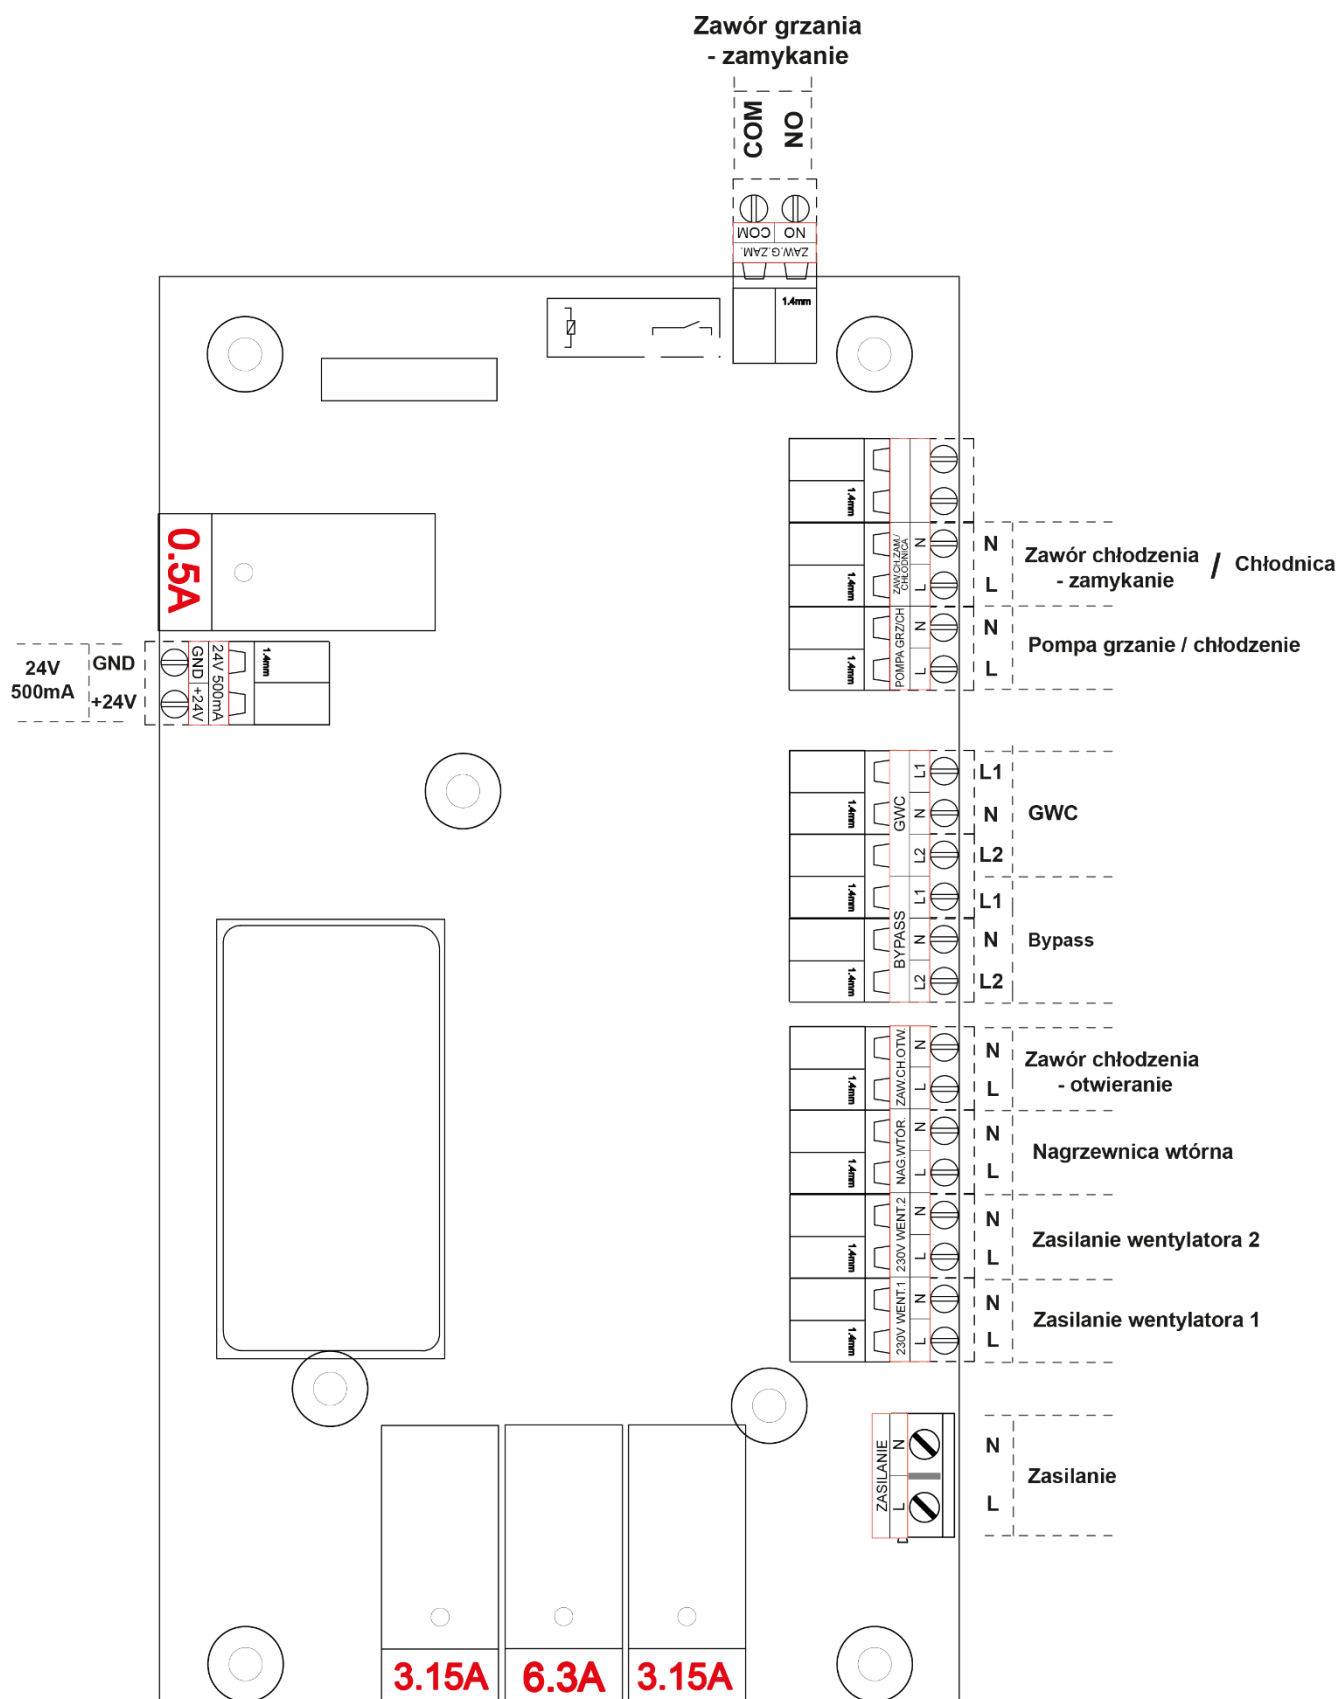 Zawór grzania
- zamykanie
COM
NO
COM
NO
ZAW.G.ZAM.
1.4mm
1.4mm
N
L
ZAW.CH.ZAM./
CHŁODNICA
N
L
Zawór chłodzenia
- zamykanie
/ Chłodnica
1.4mm
POMPA GRZ/CH
N
L
N
L
Pompa grzanie / chłodzenie
1.4mm
0.5A
24V
500mA
GND
+24V
GND +24V
24V 500mA
1.4mm
GWC
L1
N
L2
L1
N
L2
GWC
1.4mm
BYPASS
L1
N
L2
L1
N
L2
Bypass
1.4mm
1.4mm
ZAW.CH.OTW.
N
L
N
L
Zawór chłodzenia
- otwieranie
1.4mm
NAG.WTÓR.
N
L
N
L
Nagrzewnica wtórna
1.4mm
230V WENT.2
N
L
N
L
Zasilanie wentylatora 2
1.4mm
230V WENT.1
N
L
N
L
Zasilanie wentylatora 1
1.4mm
ZASILANIE
N
L
N
L
Zasilanie
3.15A
6.3A
3.15A